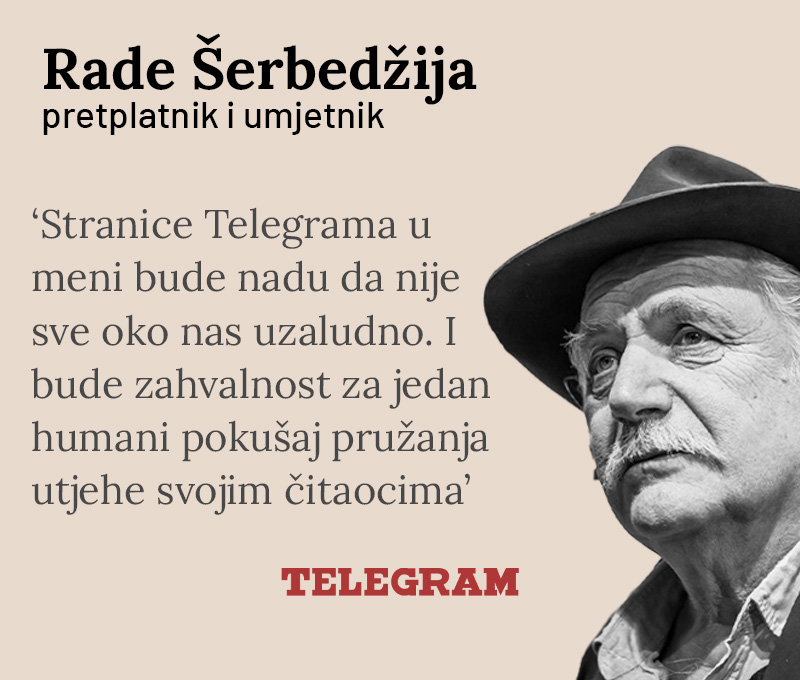 Rade Šerbedžija
pretplatnik i umjetnik
‘Stranice Telegrama u
meni bude nadu da nije
sve oko nas uzaludno. I
bude zahvalnost za jedan
humani pokušaj pružanja
utjehe svojim čitaocima’
TELEGRAM